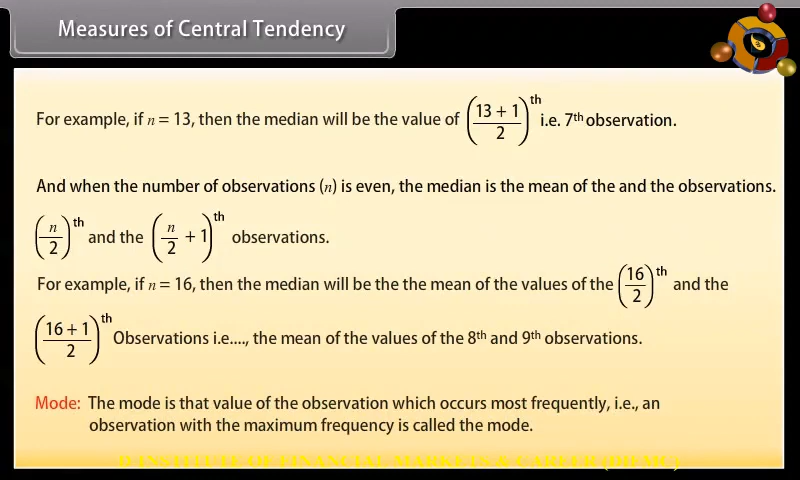 Measures of Central Tendency
For example, if n = 13, then the median will be the value of ((13 + 1)/2)th i.e. 7th observation.
And when the number of observations (n) is even, the median is the mean of the and the observations.
(n/2)th and the (n/2 + 1)th observations.
For example, if n = 16, then the median will be the the mean of the values of the (16/2)th and the
((16 + 1)/2)th Observations i.e...., the mean of the values of the 8th and 9th observations.
Mode: The mode is that value of the observation which occurs most frequently, i.e., an
observation with the maximum frequency is called the mode.
INSTITUTE OF FINANCIAL MARKETS & CAREER